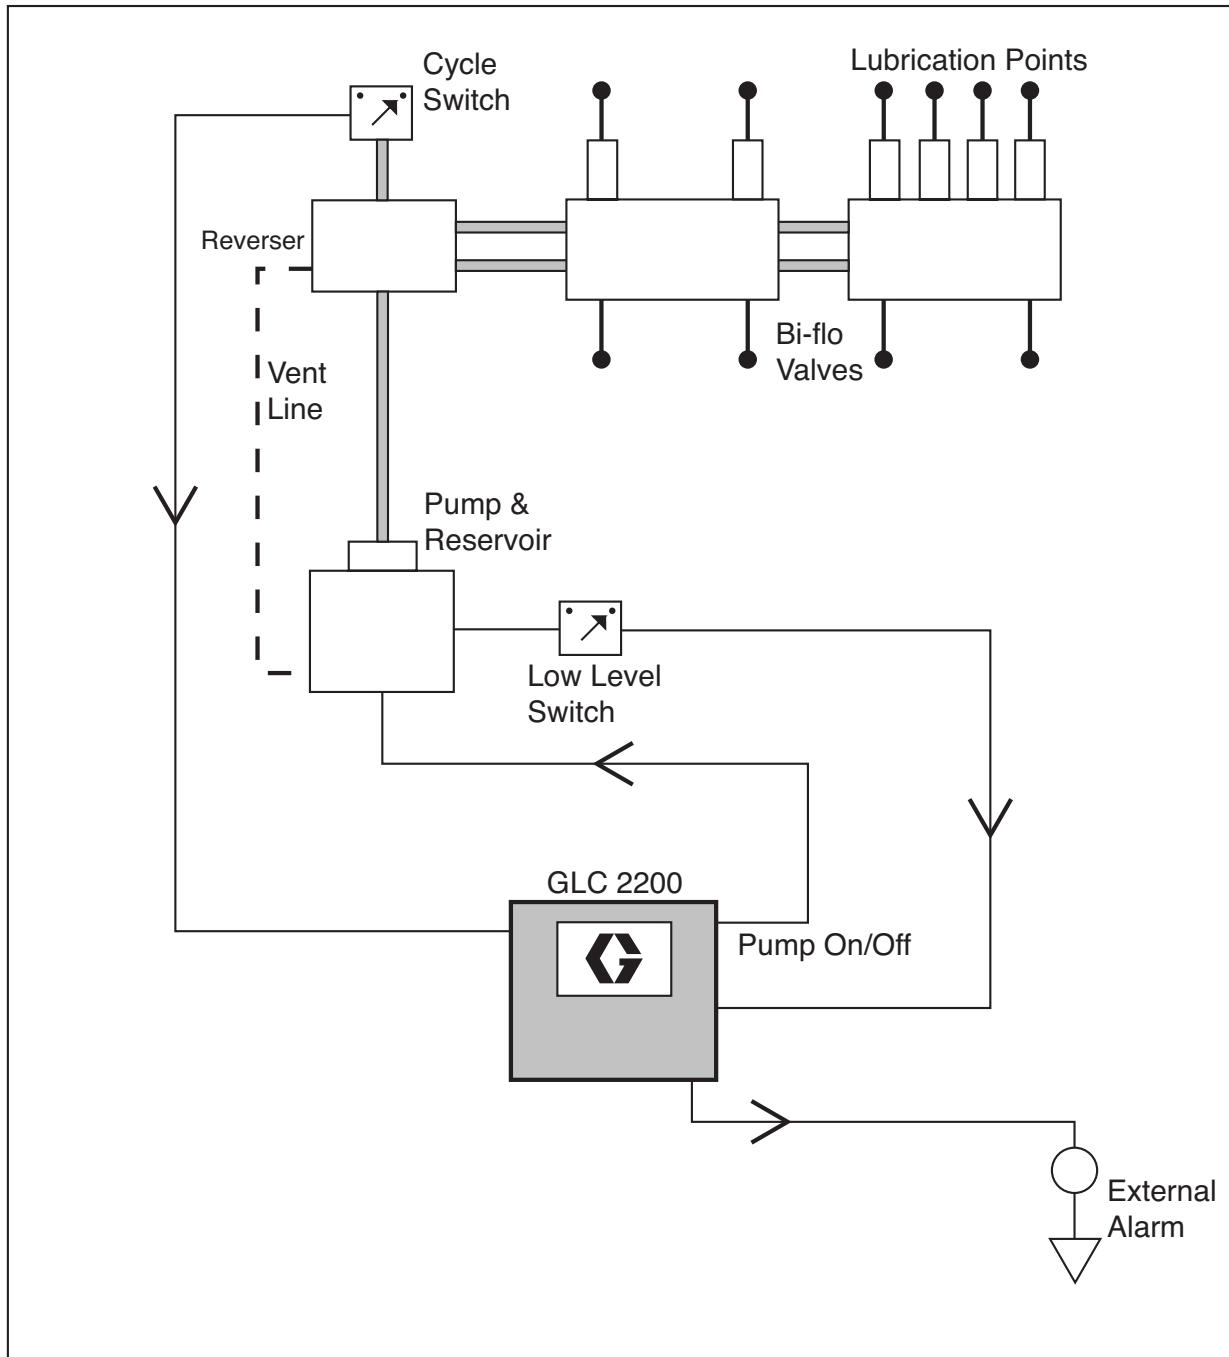 Cycle
Switch
Lubrication Points
Reverser
Bi-flo
Valves
Vent
Line
Pump &
Reservoir
Low Level
Switch
GLC 2200
Pump On/Off
G
External
Alarm